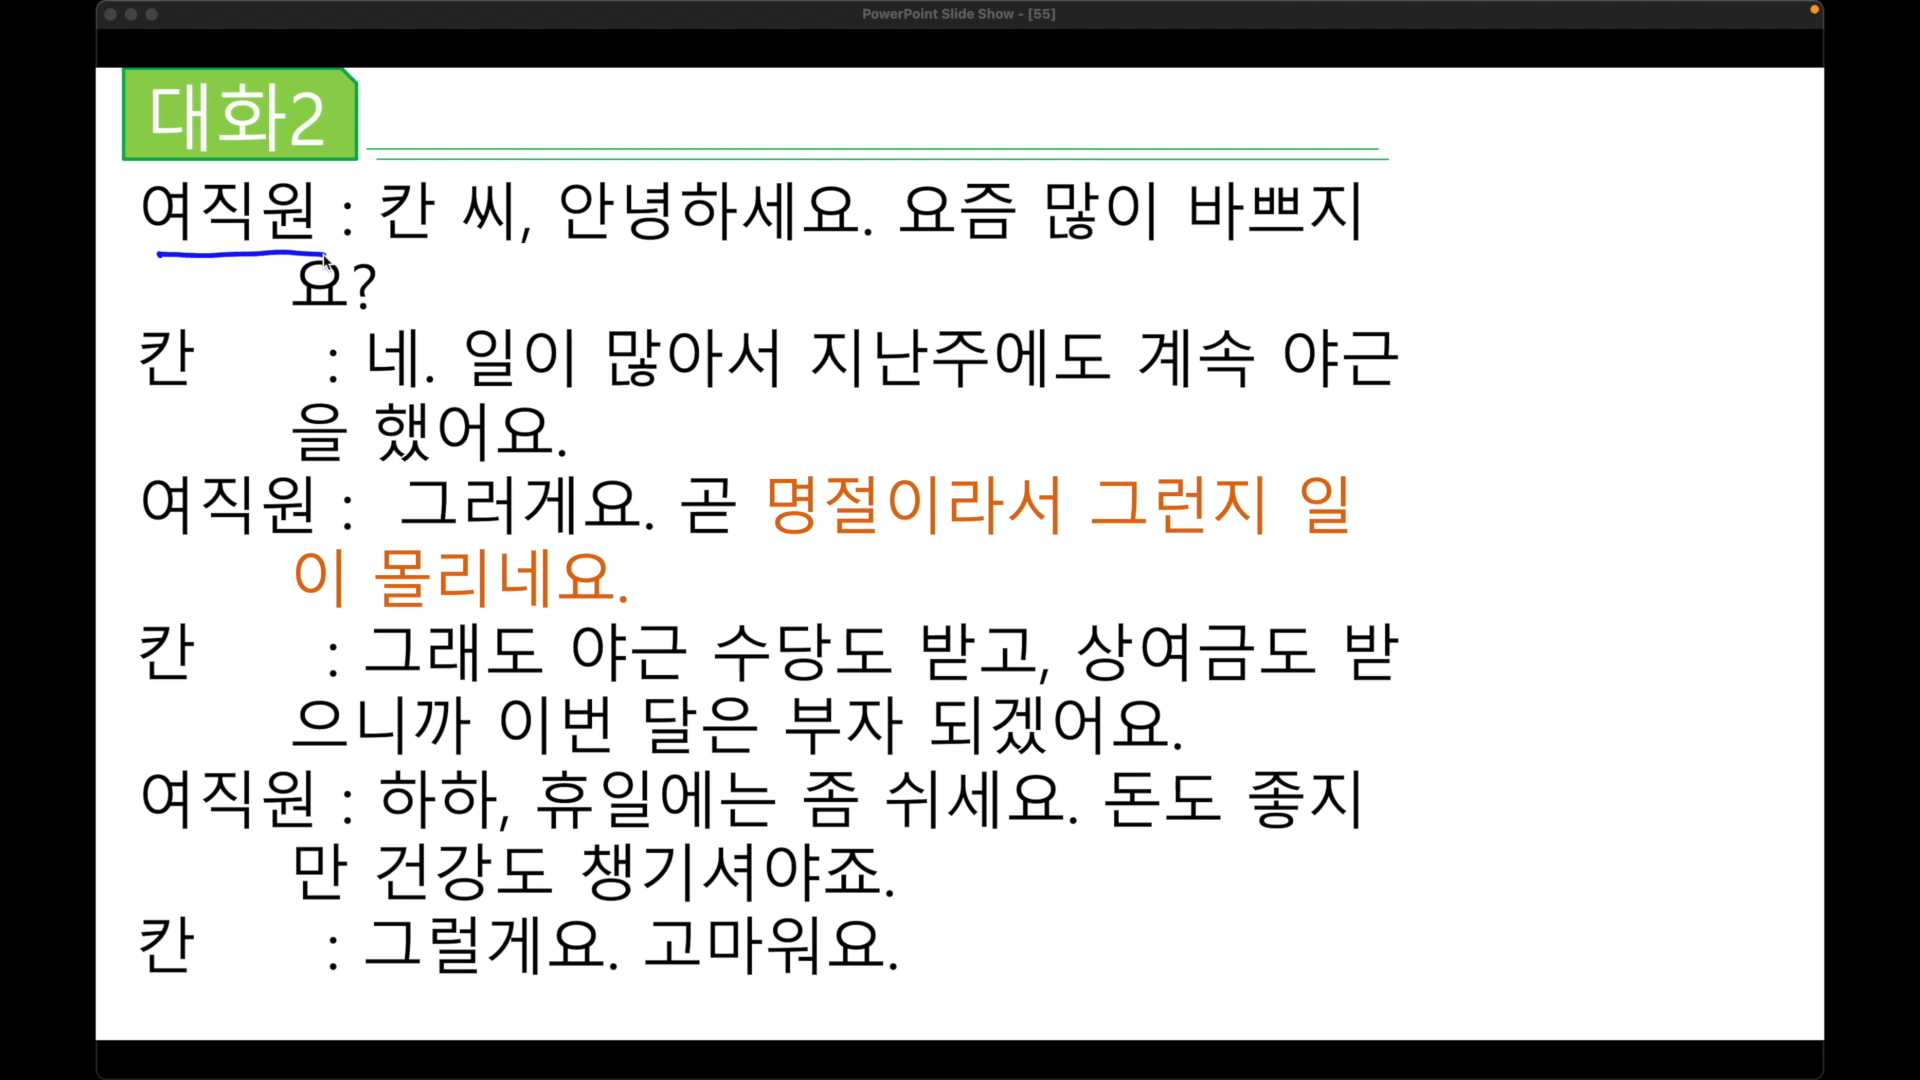 PowerPoint Slide Show - [55]
대화2
여직원 : 칸 씨, 안녕하세요. 요즘 많이 바쁘지
요?
칸 : 네. 일이 많아서 지난주에도 계속 야근
을 했어요.
여직원 : 그러게요. 곧 명절이라서 그런지 일
이 몰리네요.
칸 : 그래도 야근 수당도 받고, 상여금도 받
으니까 이번 달은 부자 되겠어요.
여직원 : 하하, 휴일에는 좀 쉬세요. 돈도 좋지
만 건강도 챙기셔야죠.
칸 : 그럴게요. 고마워요.